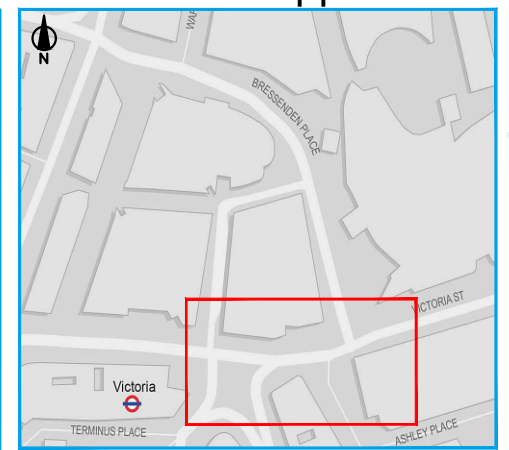 N
BRESSENDEN PLACE
VICTORIA ST
Victoria
TERMINUS PLACE
ASHLEY PLACE